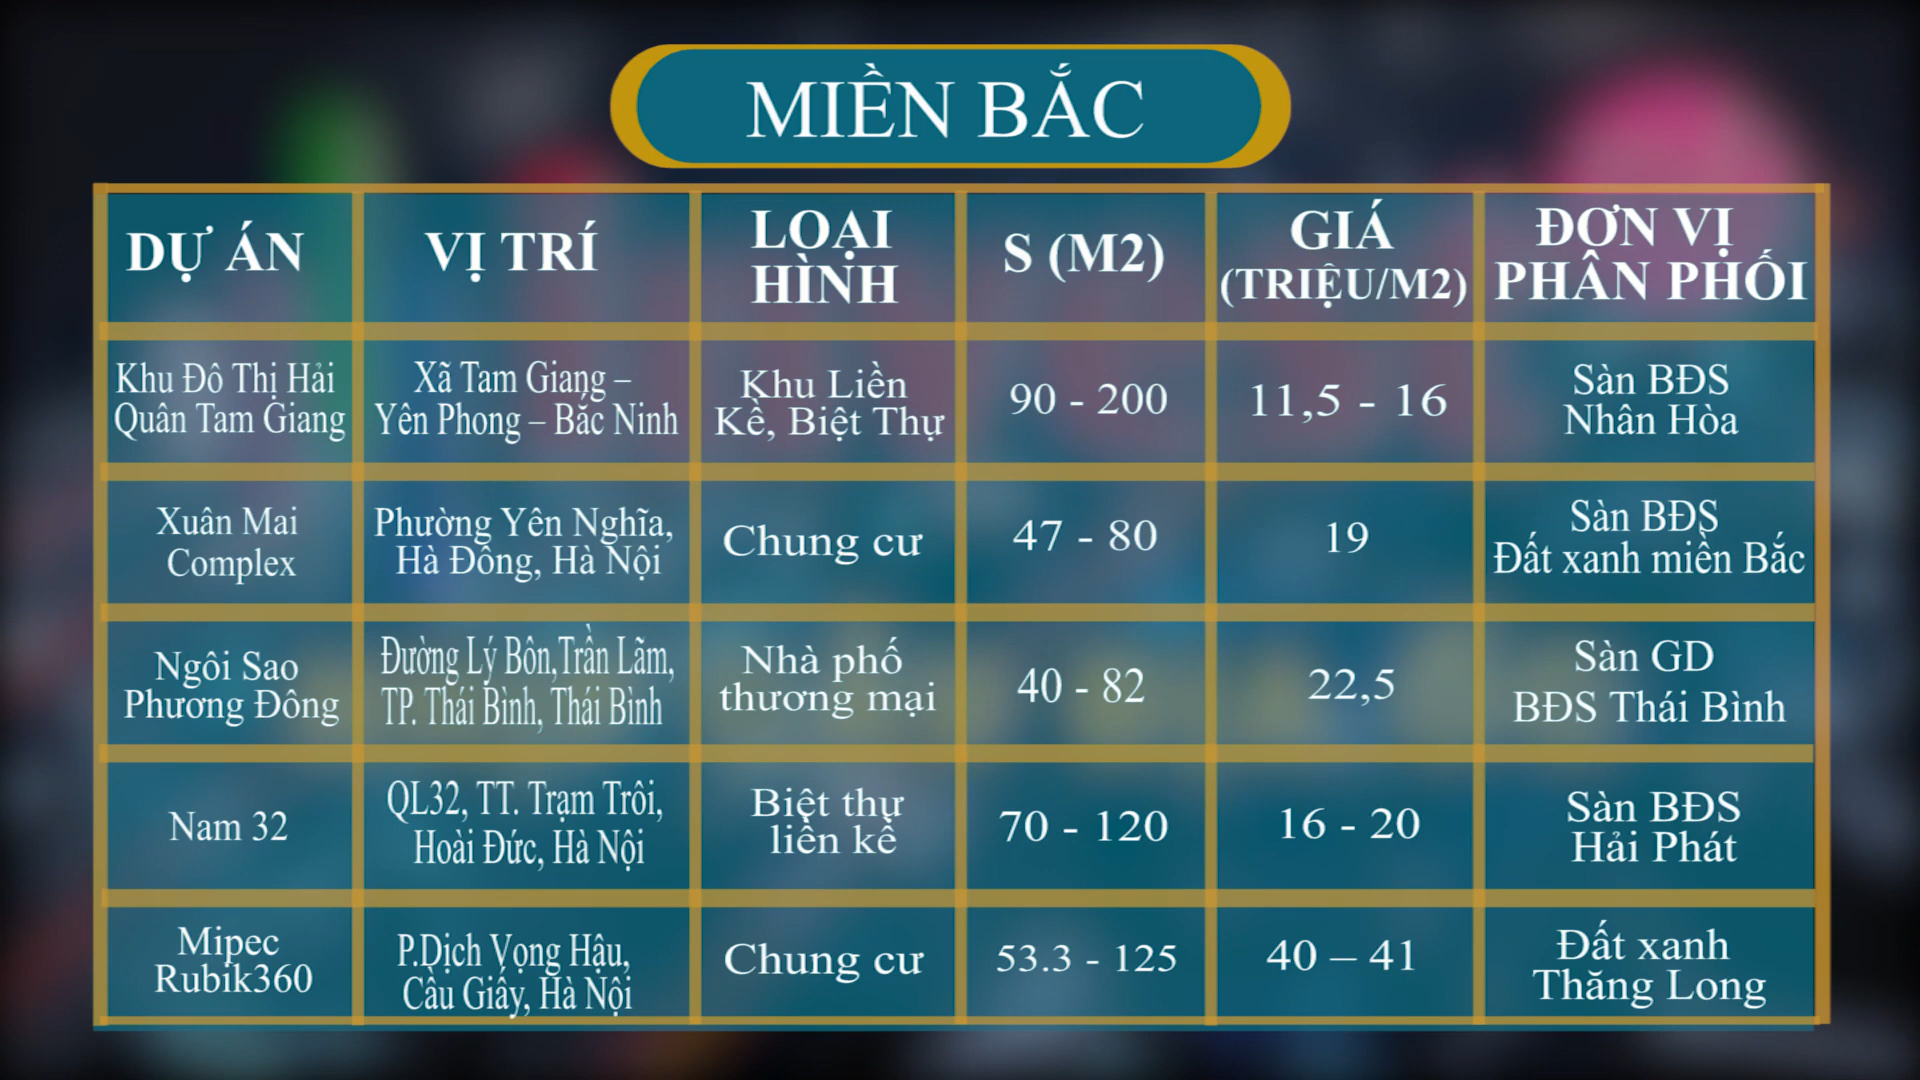 MIỀN BẮC
DỰ ÁN
VỊ TRÍ
LOẠI
HÌNH
S (M2)
GIÁ
(TRIỆU/M2)
ĐƠN VỊ
PHÂN PHỐI
Khu Đô Thị Hải
Quân Tam Giang
Xã Tam Giang –
Yên Phong – Bắc Ninh
Khu Liền
Kề, Biệt Thự
90 - 200
11,5 - 16
Sàn BĐS
Nhân Hòa
Xuân Mai
Complex
Phường Yên Nghĩa,
Hà Đông, Hà Nội
Chung cư
47 - 80
19
Sàn BĐS
Đất xanh miền Bắc
Ngôi Sao
Phương Đông
Đường Lý Bôn,Trần Lãm,
TP. Thái Bình, Thái Bình
Nhà phố
thương mại
40 - 82
22,5
Sàn GD
BĐS Thái Bình
Nam 32
QL32, TT. Trạm Trôi,
Hoài Đức, Hà Nội
Biệt thự
liền kề
70 - 120
16 - 20
Sàn BĐS
Hải Phát
Mipec
Rubik360
P.Dịch Vọng Hậu,
Cầu Giấy, Hà Nội
Chung cư
53.3 - 125
40 – 41
Đất xanh
Thăng Long